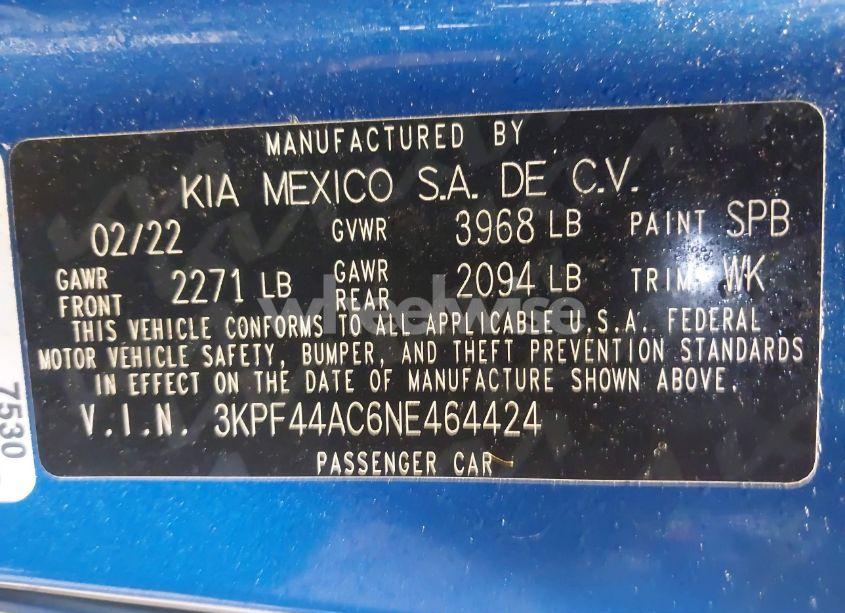 MANUFACTURED BY
KIA MEXICO S.A. DE C.V.
02/22 GVWR 3968 LB PAINT SPB
GAWR FRONT 2271 LB GAWR REAR 2094 LB TRIM WK
wheelwise
THIS VEHICLE CONFORMS TO ALL APPLICABLE U.S.A. FEDERAL
MOTOR VEHICLE SAFETY, BUMPER, AND THEFT PREVENTION STANDARDS
IN EFFECT ON THE DATE OF MANUFACTURE SHOWN ABOVE.
V.I.N. 3KPF44AC6NE464424
PASSENGER CAR
7530